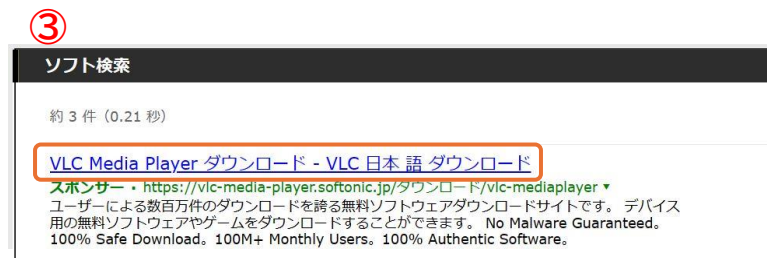 ③
ソフト検索
約 3 件 (0.21 秒)
VLC Media Player ダウンロード - VLC 日本 語 ダウンロード
スポンサー・https://vlc-media-player.softonic.jp/ダウンロード/vlc-mediaplayer ▼
ユーザーによる数百万件のダウンロードを誇る無料ソフトウェアダウンロードサイトです。 デバイス
用の無料ソフトウェアやゲームをダウンロードすることができます。 No Malware Guaranteed。
100% Safe Download。100M+ Monthly Users。100% Authentic Software。